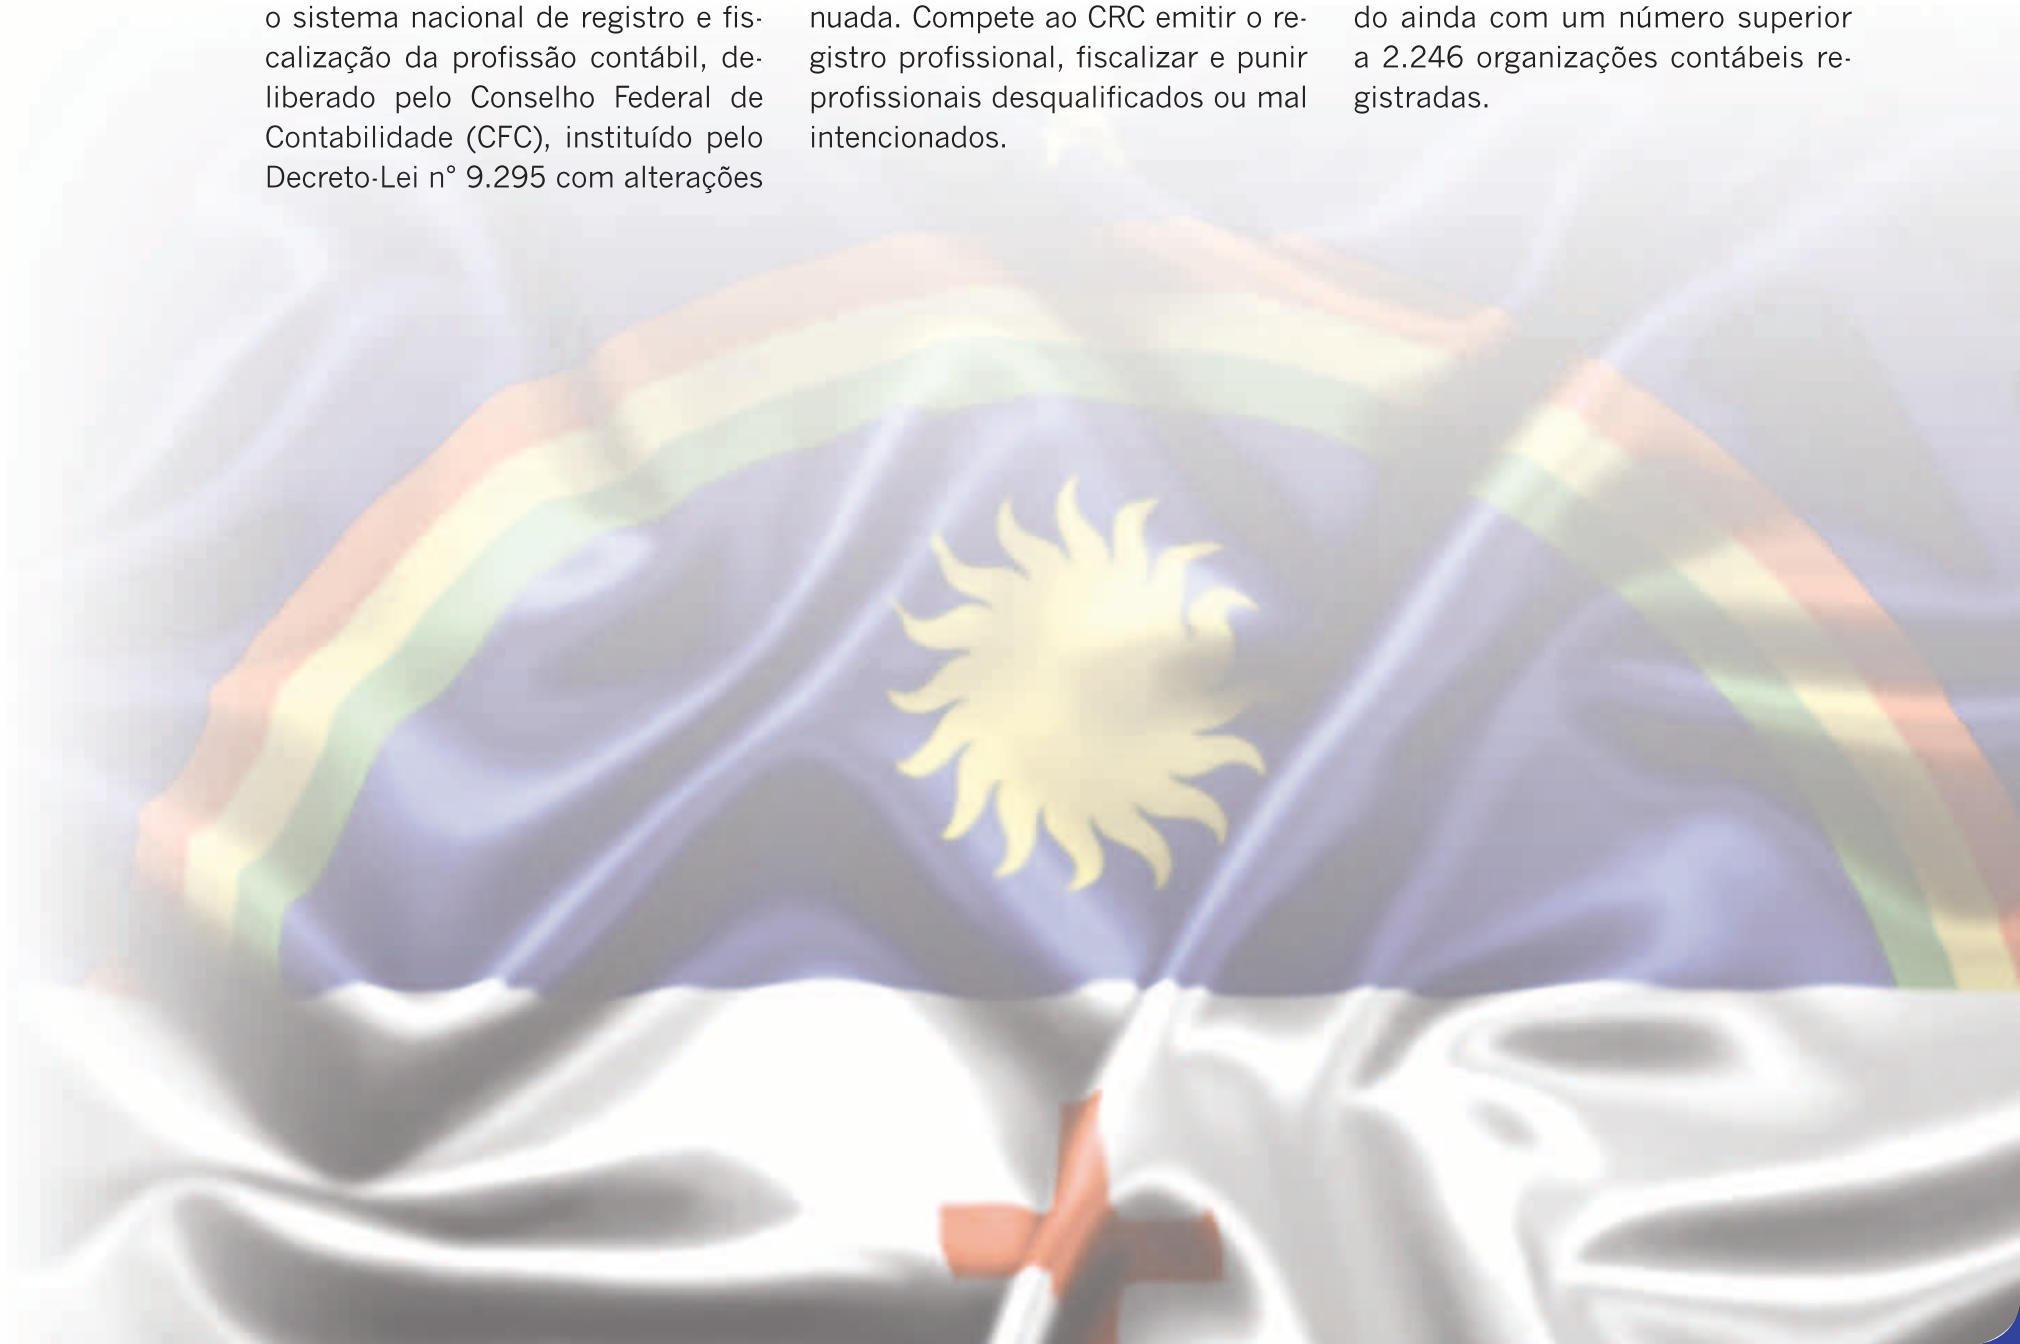 o sistema nacional de registro e fis-
calização da profissão contábil, de-
liberado pelo Conselho Federal de
Contabilidade (CFC), instituído pelo
Decreto-Lei n° 9.295 com alterações
nuada. Compete ao CRC emitir o re-
gistro profissional, fiscalizar e punir
profissionais desqualificados ou mal
intencionados.
do ainda com um número superior
a 2.246 organizações contábeis re-
gistradas.